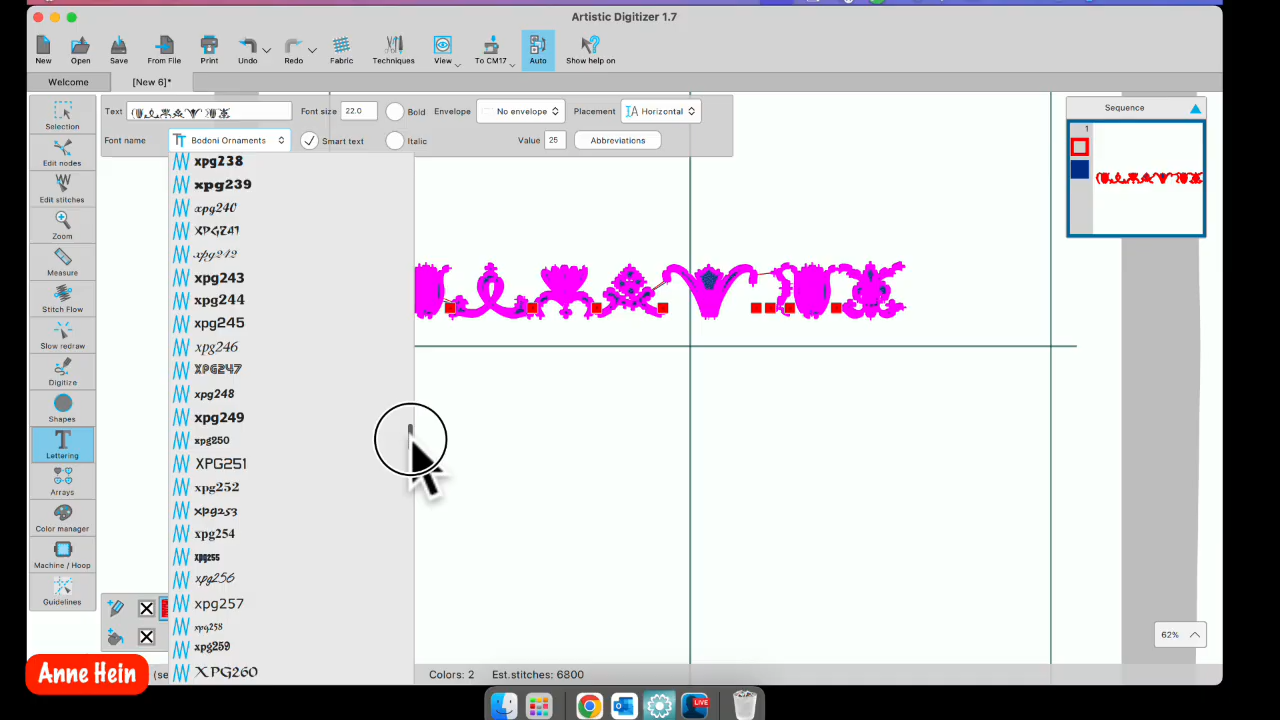 Artistic Digitizer 1.7
New Open Save From File Print Undo Redo Fabric Techniques View To CM17 Auto Show help on
Welcome [New 6]*
Text Font size 22.0 Bold Envelope No envelope Placement Horizontal
Font name Bodoni Ornaments Smart text Italic Value 25 Abbreviations
Sequence
1
Selection
Edit nodes
Edit stitches
Zoom
Measure
Stitch Flow
Slow redraw
Digitize
Shapes
Lettering
Arrays
Color manager
Machine / Hoop
Guidelines
xpg238
xpg239
xpg240
XPG241
xpg242
xpg243
xpg244
xpg245
xpg246
XPG247
xpg248
xpg249
xpg250
XPG251
xpg252
xpg253
xpg254
xpg255
xpg256
xpg257
xpg258
xpg259
XPG260
62%
(se Colors: 2 Est.stitches: 6800
Anne Hein
LIVE